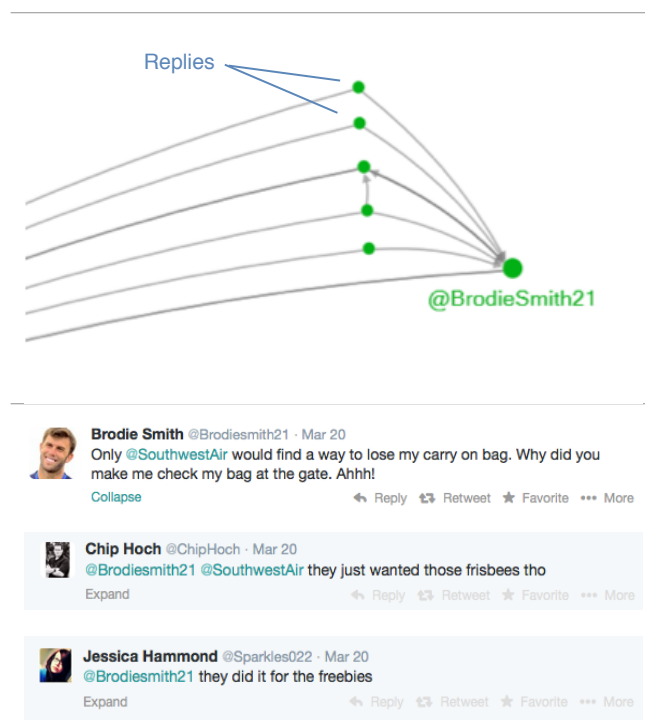 Replies
@BrodieSmith21
Brodie Smith @Brodiesmith21 · Mar 20
Only @SouthwestAir would find a way to lose my carry on bag. Why did you
make me check my bag at the gate. Ahhh!
Collapse Reply Retweet Favorite More
Chip Hoch @ChipHoch · Mar 20
@Brodiesmith21 @SouthwestAir they just wanted those frisbees tho
Expand Reply Retweet Favorite More
Jessica Hammond @Sparkles022 · Mar 20
@Brodiesmith21 they did it for the freebies
Expand Reply Retweet Favorite More